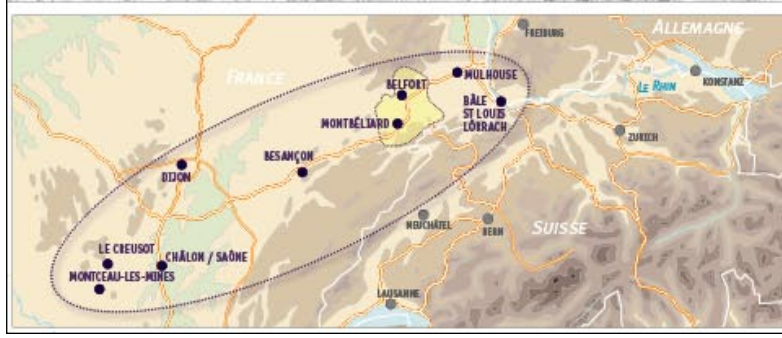 FREIBURG
ALLEMAGNE
FRANCE
MULHOUSE
BELFORT
LE RHIN
KONSTANZ
BÂLE
ST LOUIS
LÖRRACH
MONTBÉLIARD
ZURICH
BESANÇON
DIJON
NEUCHÂTEL
BERN
SUISSE
LE CREUSOT
CHÂLON / SAÔNE
MONTCEAU-LES-MINES
LAUSANNE